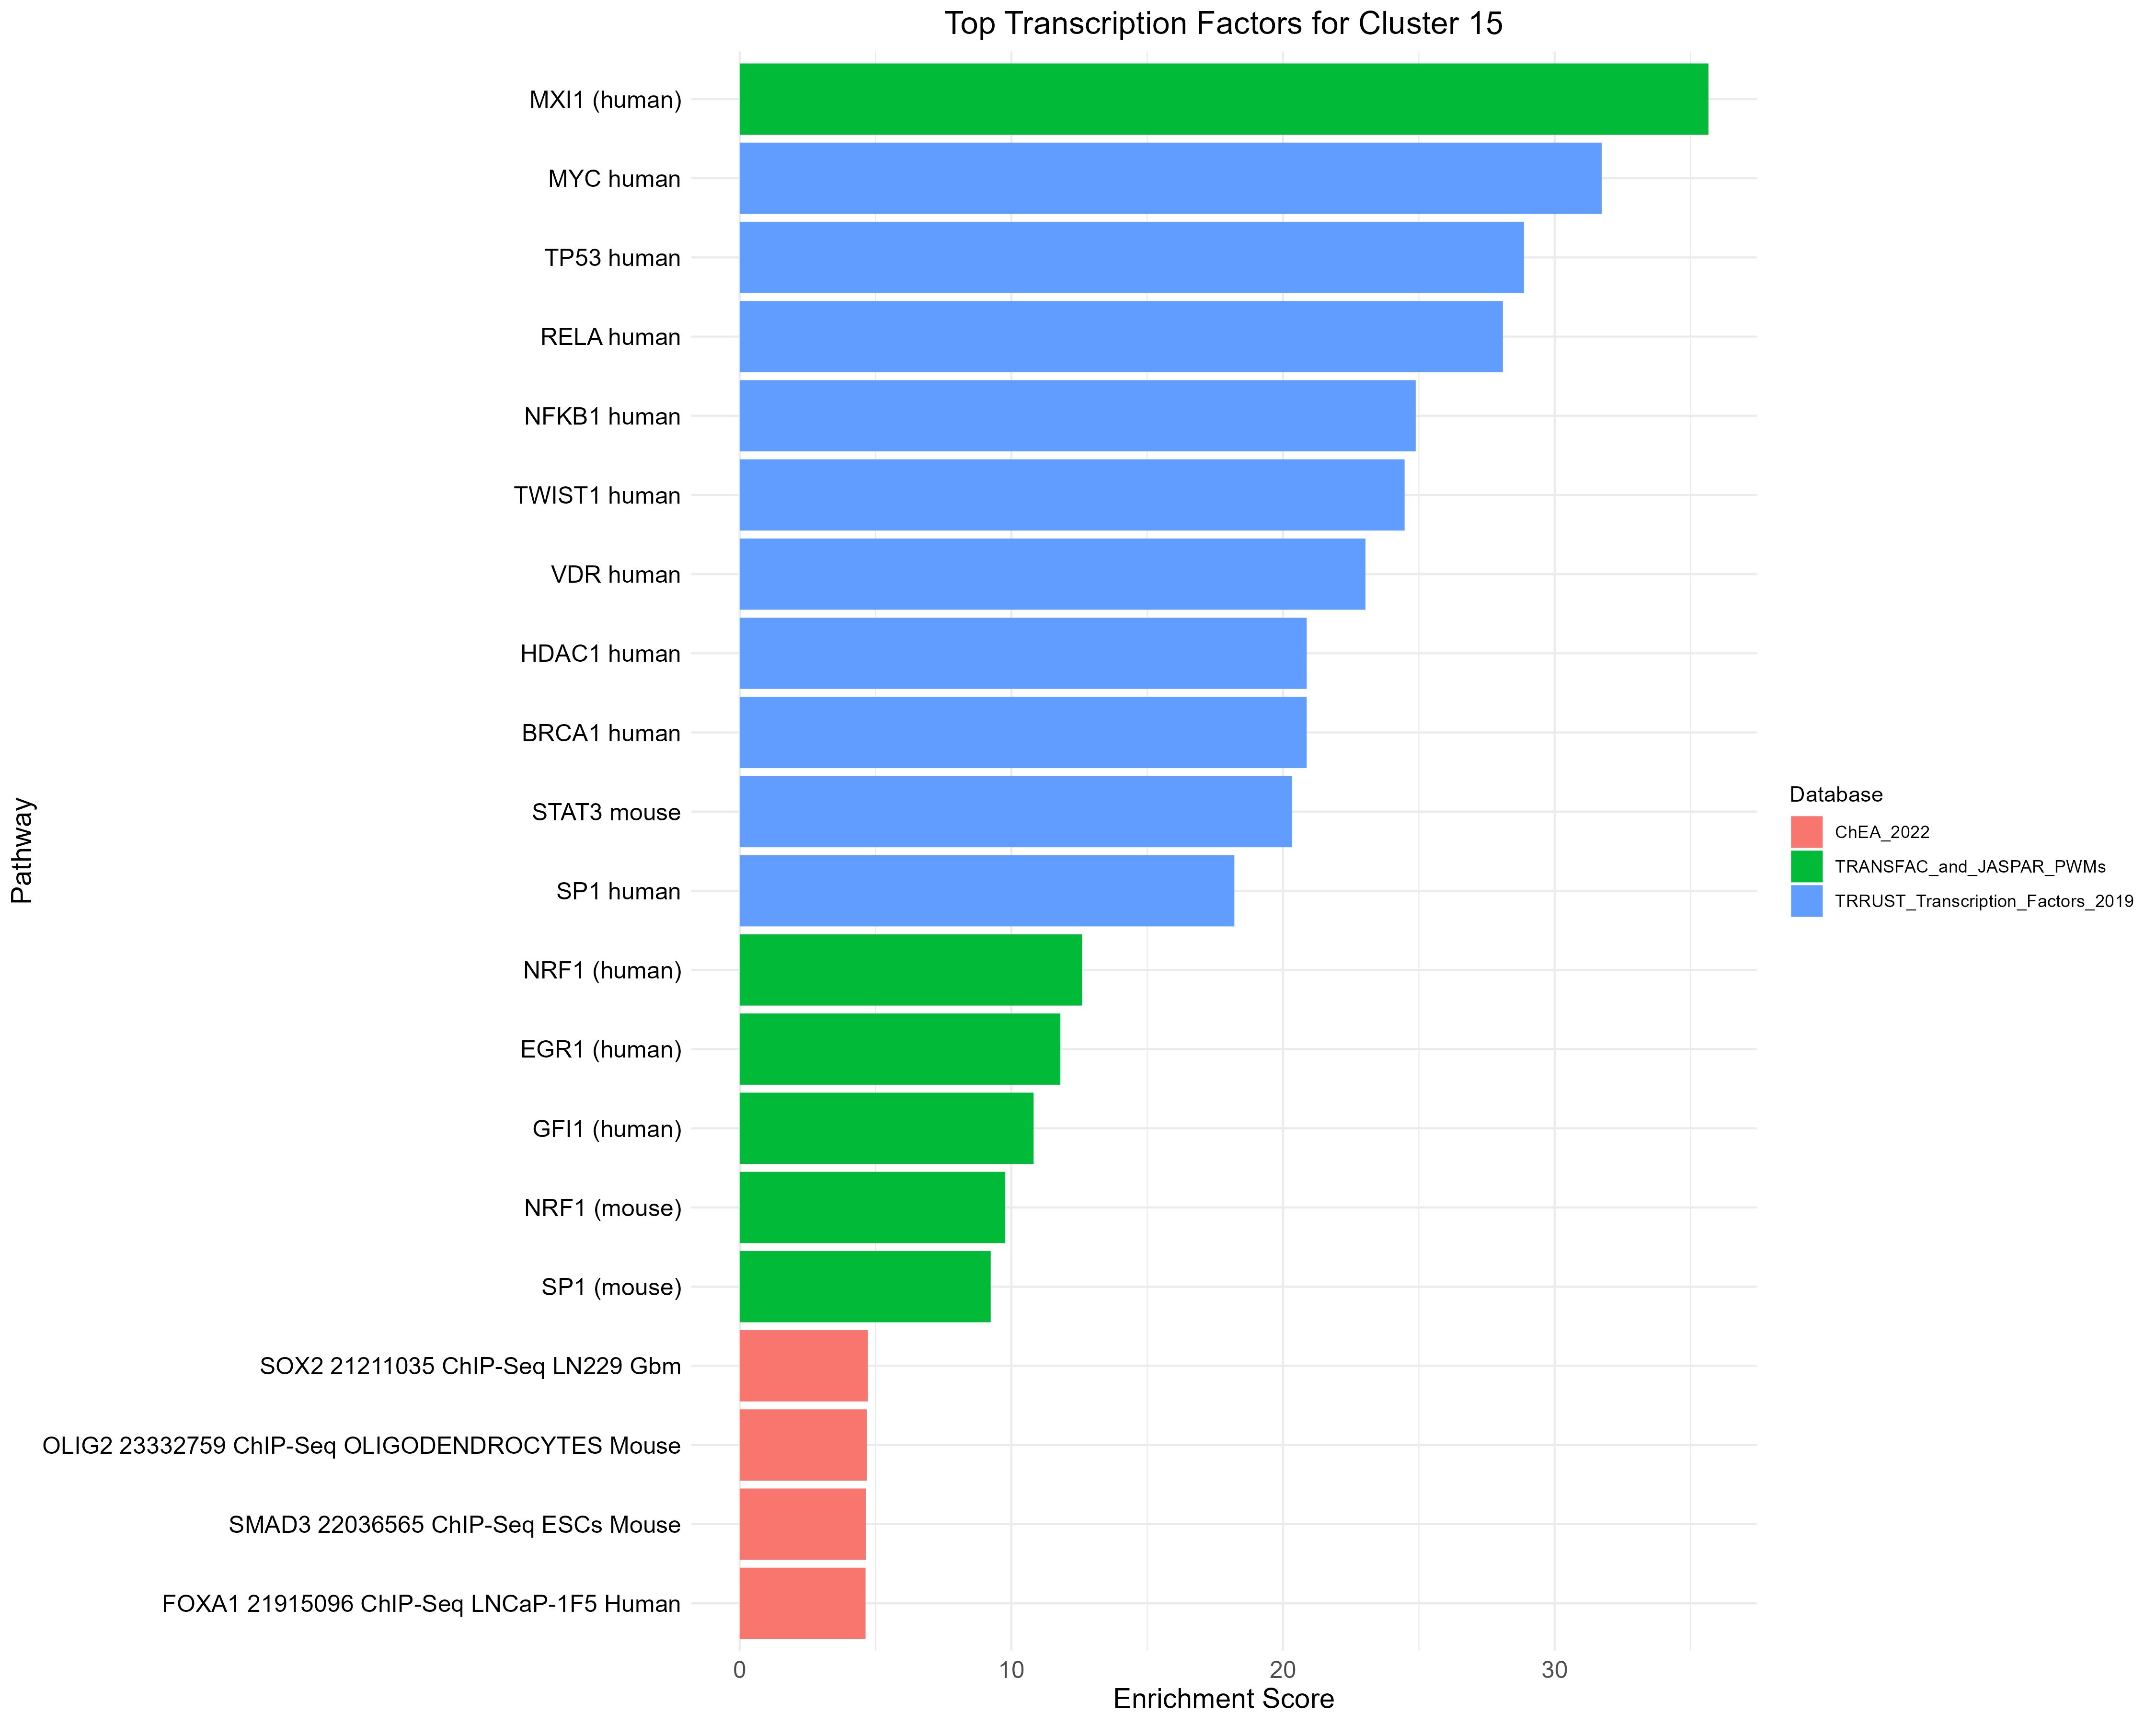 Top Transcription Factors for Cluster 15
Pathway
MXI1 (human)
MYC human
TP53 human
RELA human
NFKB1 human
TWIST1 human
VDR human
HDAC1 human
BRCA1 human
STAT3 mouse
SP1 human
NRF1 (human)
EGR1 (human)
GFI1 (human)
NRF1 (mouse)
SP1 (mouse)
SOX2 21211035 ChIP-Seq LN229 Gbm
OLIG2 23332759 ChIP-Seq OLIGODENDROCYTES Mouse
SMAD3 22036565 ChIP-Seq ESCs Mouse
FOXA1 21915096 ChIP-Seq LNCaP-1F5 Human
0 10 20 30
Enrichment Score
Database
ChEA_2022
TRANSFAC_and_JASPAR_PWMs
TRRUST_Transcription_Factors_2019